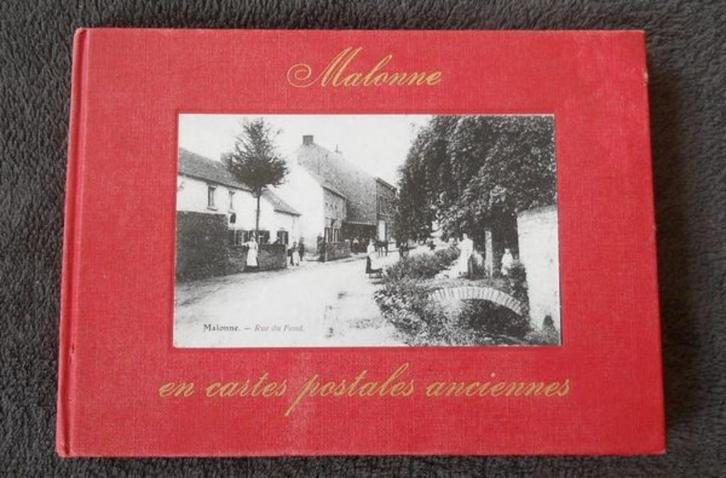 Malonne
Malonne. — Rue du Fond.
en cartes postales anciennes